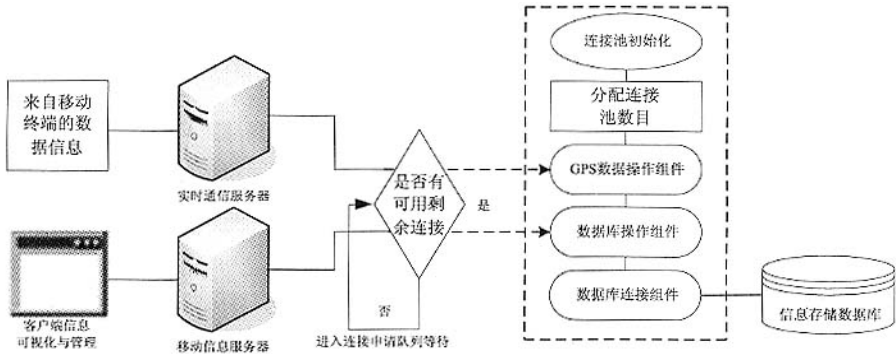 连接池初始化
来自移动
终端的数
据信息
分配连接
池数目
GPS数据操作组件
实时通信服务器
是否有
可用剩
余连接
是
数据库操作组件
数据库连接组件
信息存储数据库
否
客户端信息
可视化与管理
移动信息服务器
进入连接申请队列等待